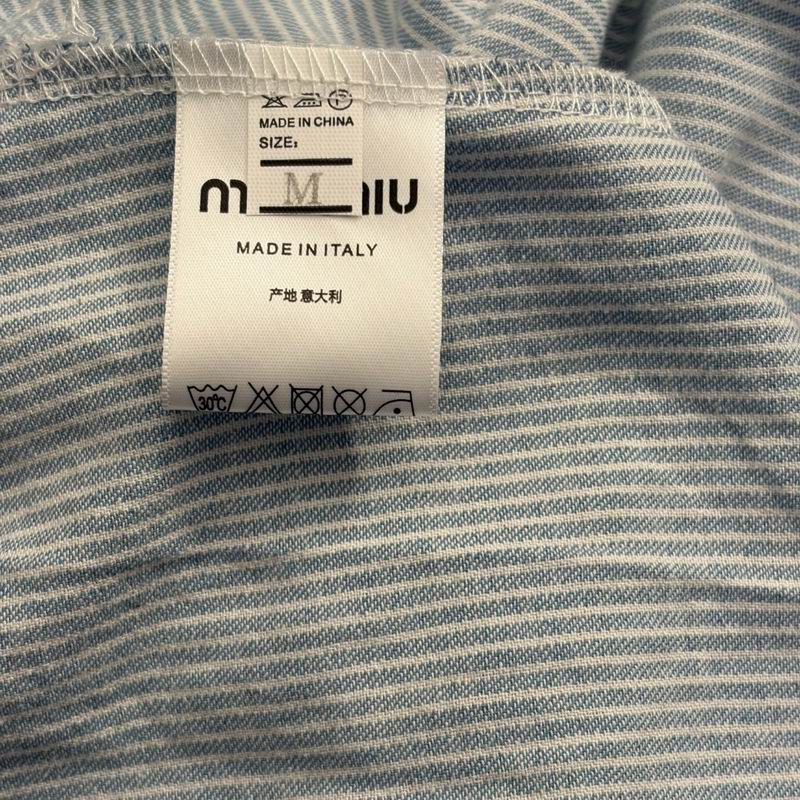 MADE IN CHINA
SIZE:
M
MADE IN ITALY
产地 意大利
30°C